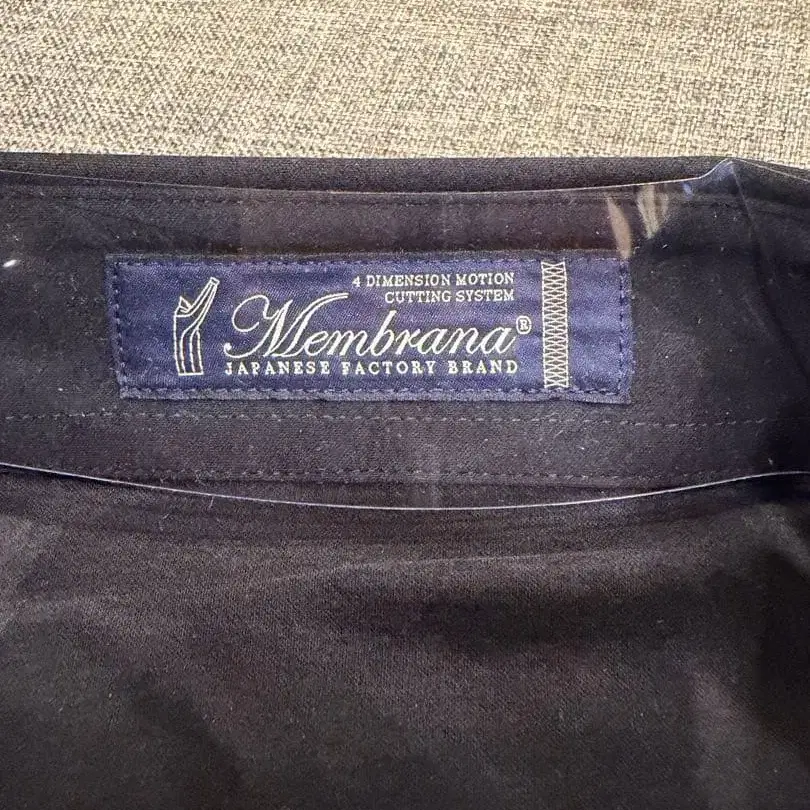 4 DIMENSION MOTION
CUTTING SYSTEM
Membrana®
JAPANESE FACTORY BRAND